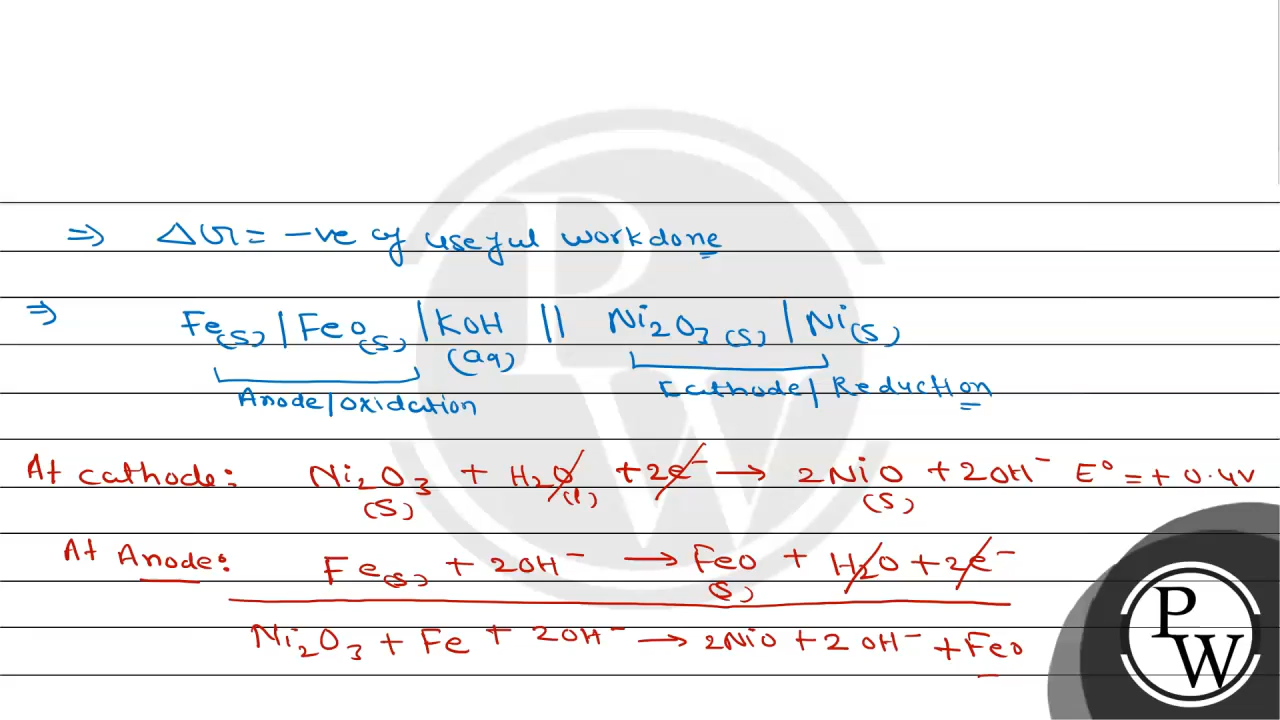 ⇒ ΔG = -ve of useful workdone
⇒ Fe(s) | FeO(s) | KOH (aq) || Ni₂O₃(s) | Ni(s)
Anode/Oxidation Cathode/Reduction
At cathode: Ni₂O₃(s) + H₂O(l) + 2e⁻ → 2NiO(s) + 2OH⁻ E° = + 0.4V
At Anode: Fe(s) + 2OH⁻ → FeO(s) + H₂O + 2e⁻
Ni₂O₃ + Fe + 2OH⁻ → 2NiO + 2OH⁻ + FeO
PW